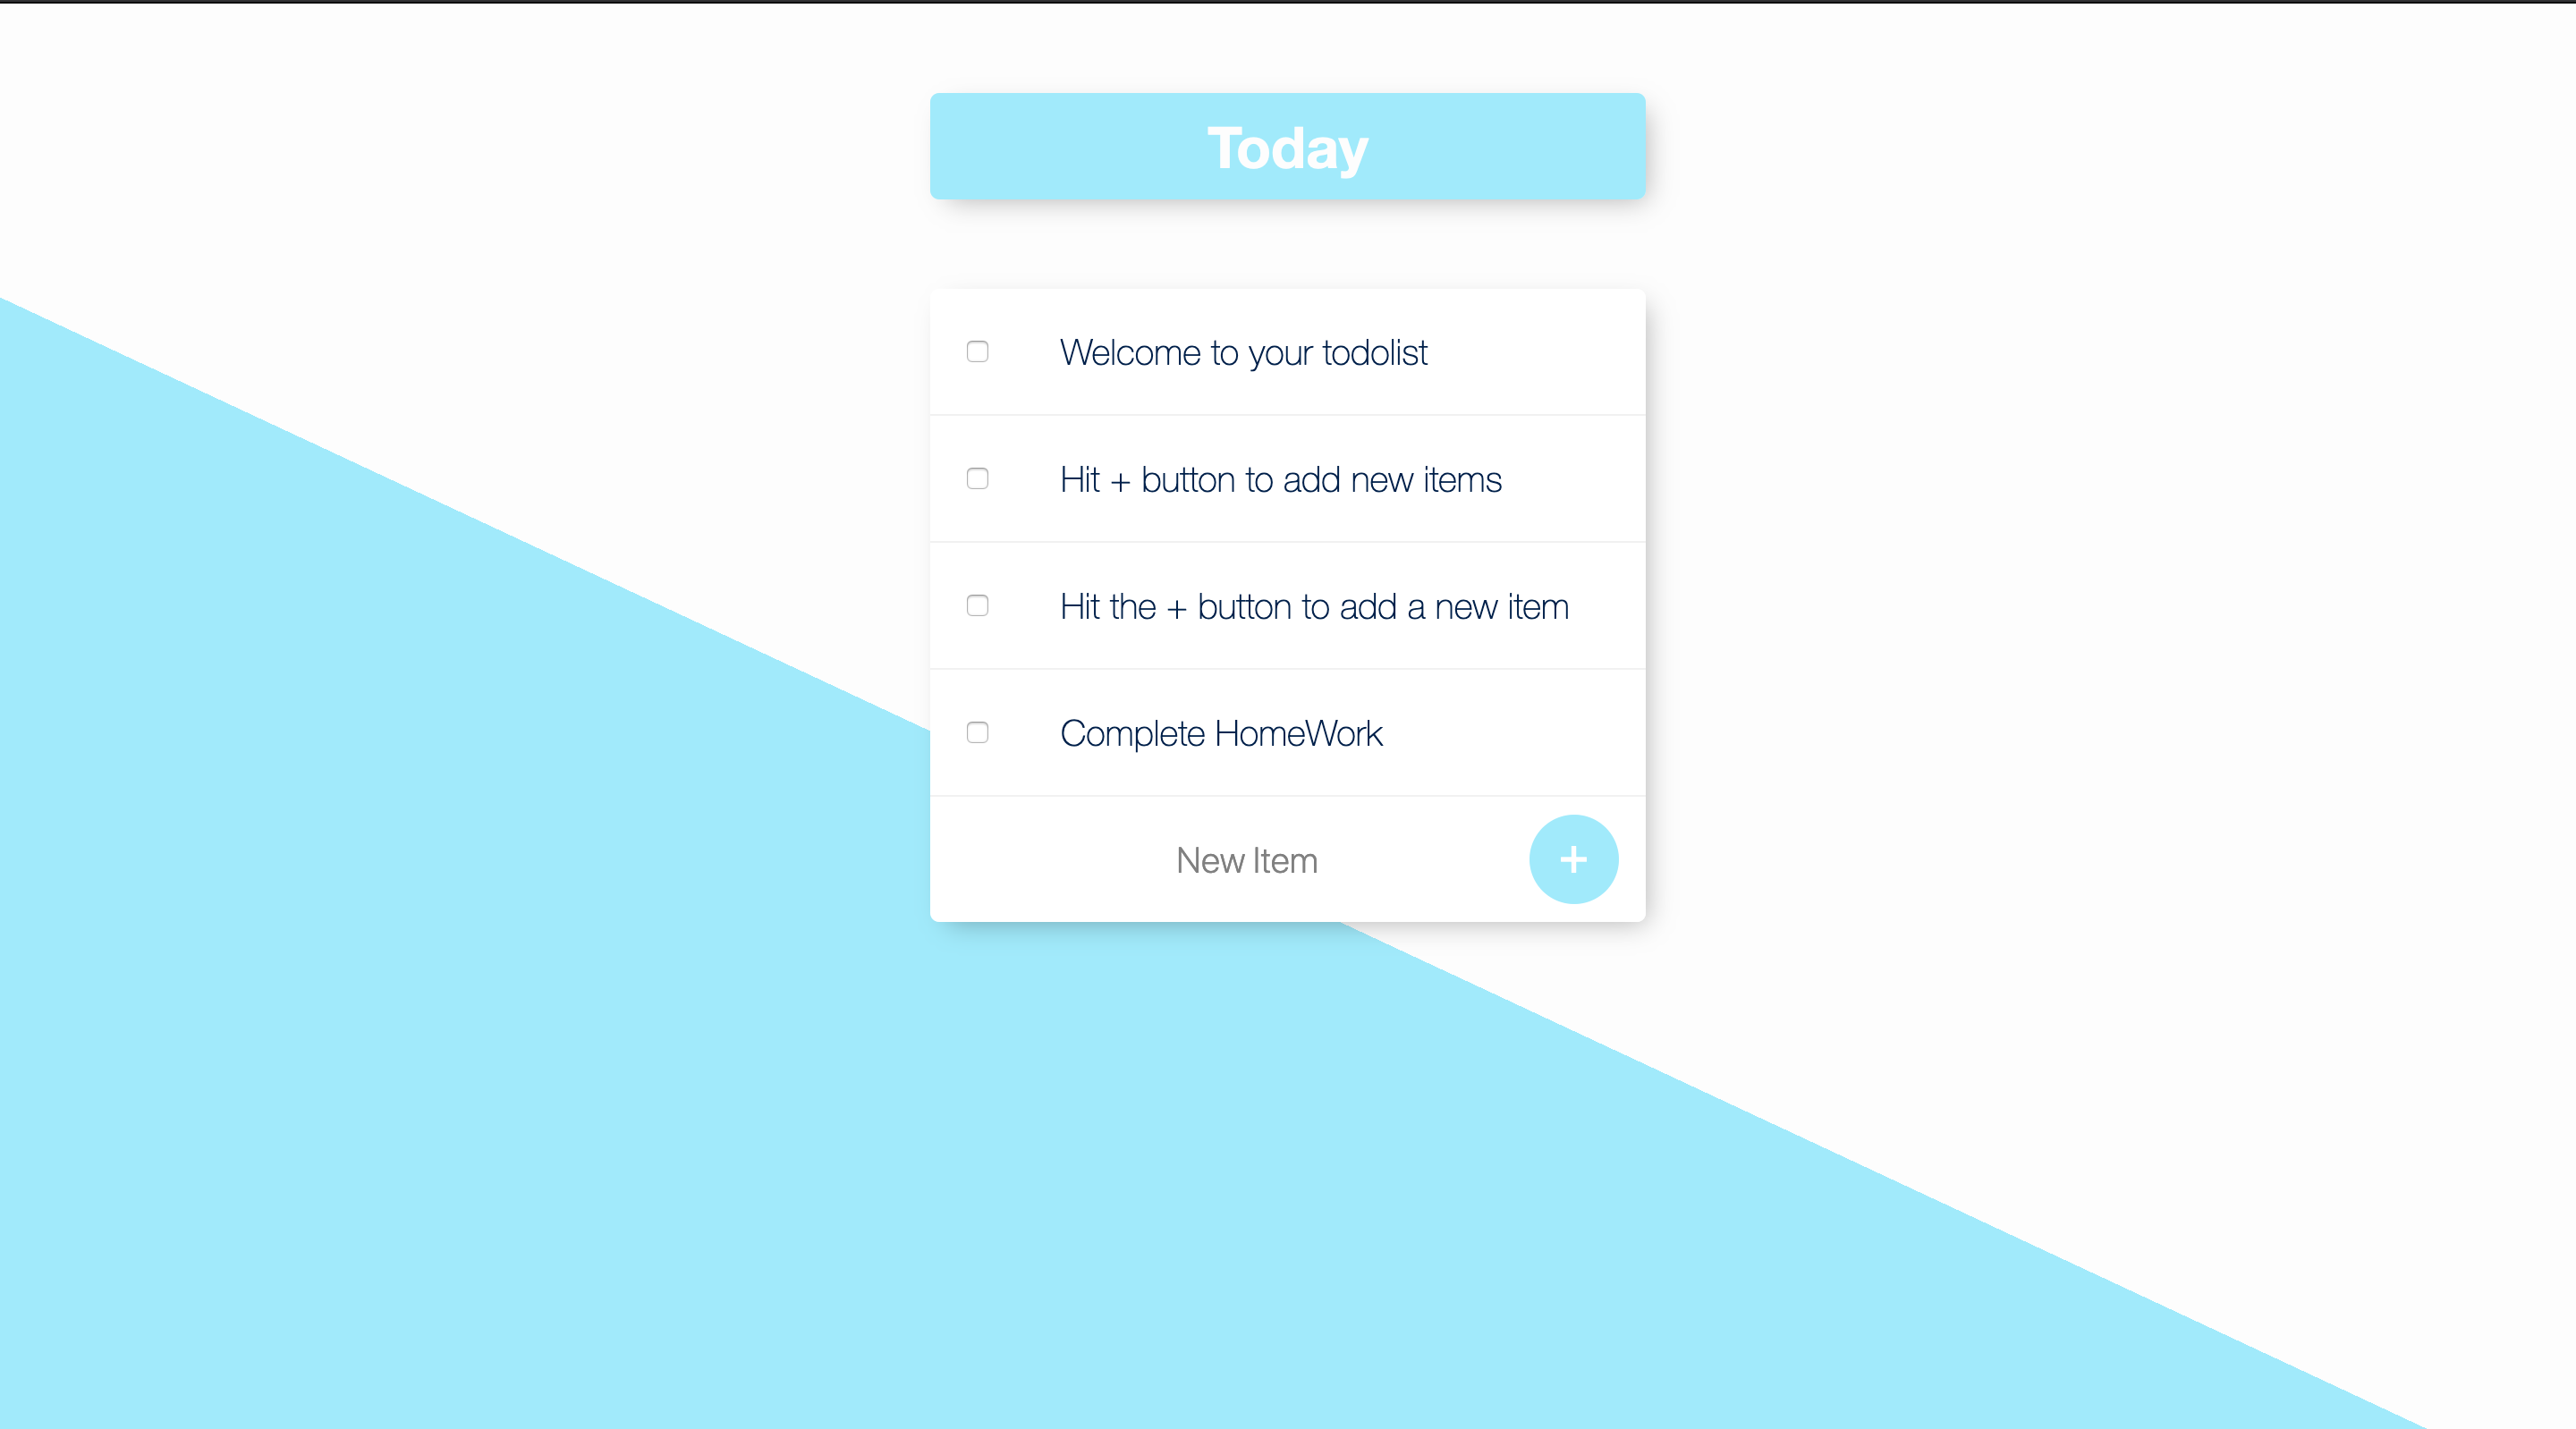 Today
Welcome to your todolist
Hit + button to add new items
Hit the + button to add a new item
Complete HomeWork
New Item +